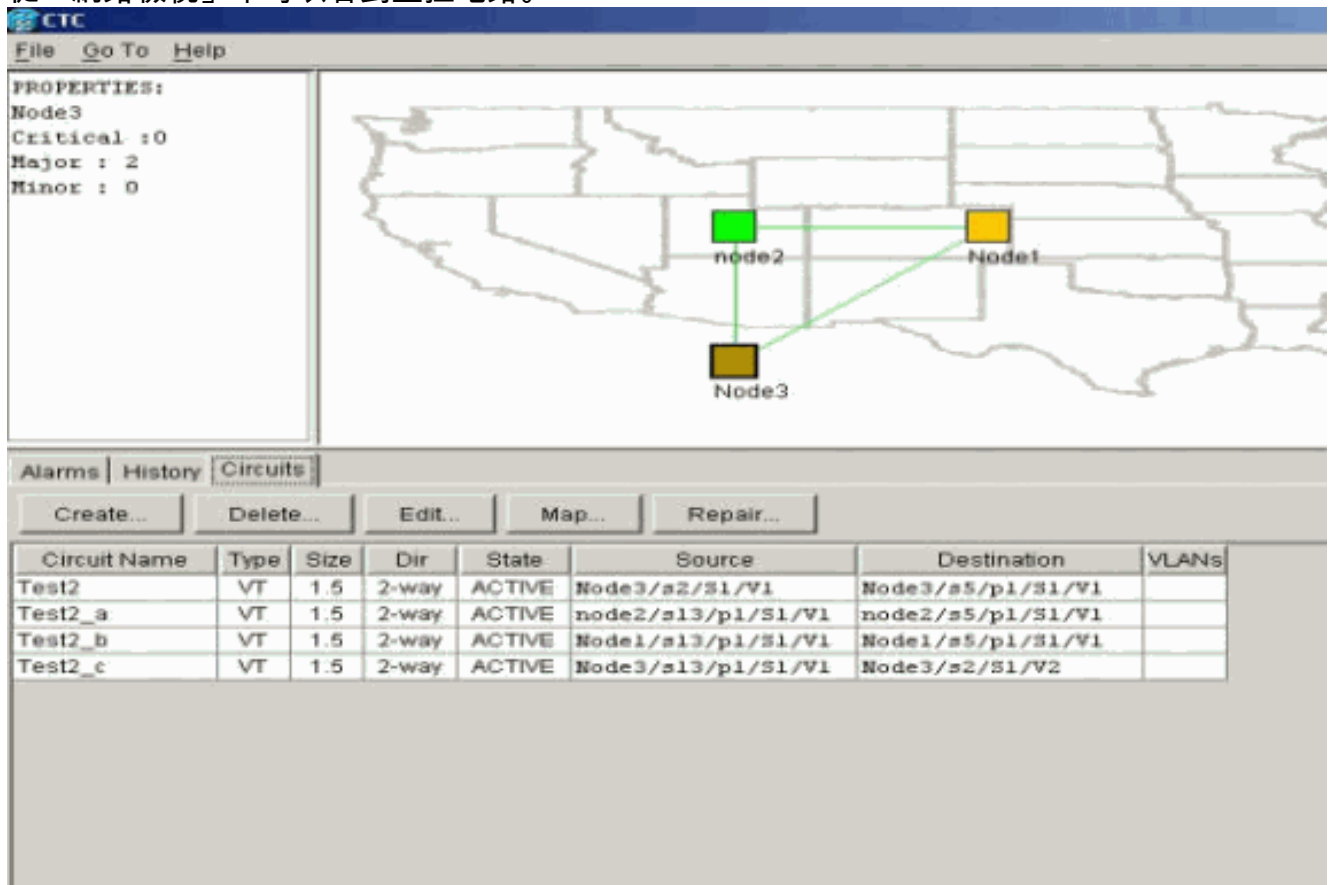 CTC
File Go To Help
PROPERTIES:
Node3
Critical :0
Major : 2
Minor : 0
node2
Node1
Node3
Alarms History Circuits
Create... Delete... Edit... Map... Repair...
Circuit Name Type Size Dir State Source Destination VLANs
Test2 VT 1.5 2-way ACTIVE Node3/s2/S1/V1 Node3/s5/p1/S1/V1
Test2_a VT 1.5 2-way ACTIVE node2/s13/p1/S1/V1 node2/s5/p1/S1/V1
Test2_b VT 1.5 2-way ACTIVE Node1/s13/p1/S1/V1 Node1/s5/p1/S1/V1
Test2_c VT 1.5 2-way ACTIVE Node3/s13/p1/S1/V1 Node3/s2/S1/V2